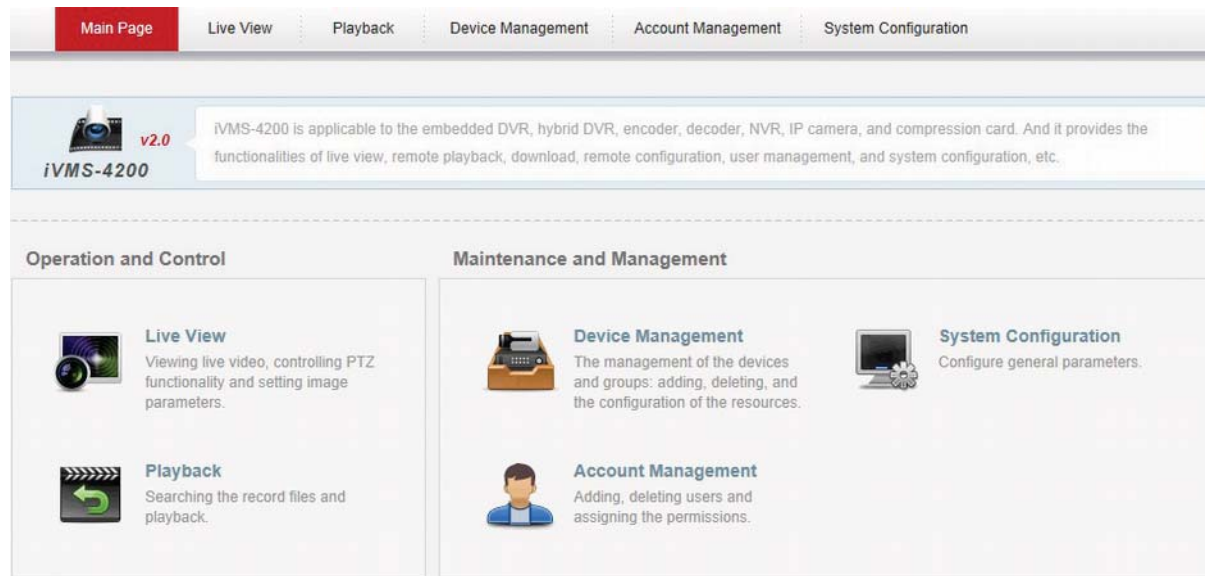 Main Page Live View Playback Device Management Account Management System Configuration
v2.0
iVMS-4200
iVMS-4200 is applicable to the embedded DVR, hybrid DVR, encoder, decoder, NVR, IP camera, and compression card. And it provides the
functionalities of live view, remote playback, download, remote configuration, user management, and system configuration, etc.
Operation and Control
Live View
Viewing live video, controlling PTZ
functionality and setting image
parameters.
Playback
Searching the record files and
playback.
Maintenance and Management
Device Management
The management of the devices
and groups: adding, deleting, and
the configuration of the resources.
System Configuration
Configure general parameters.
Account Management
Adding, deleting users and
assigning the permissions.